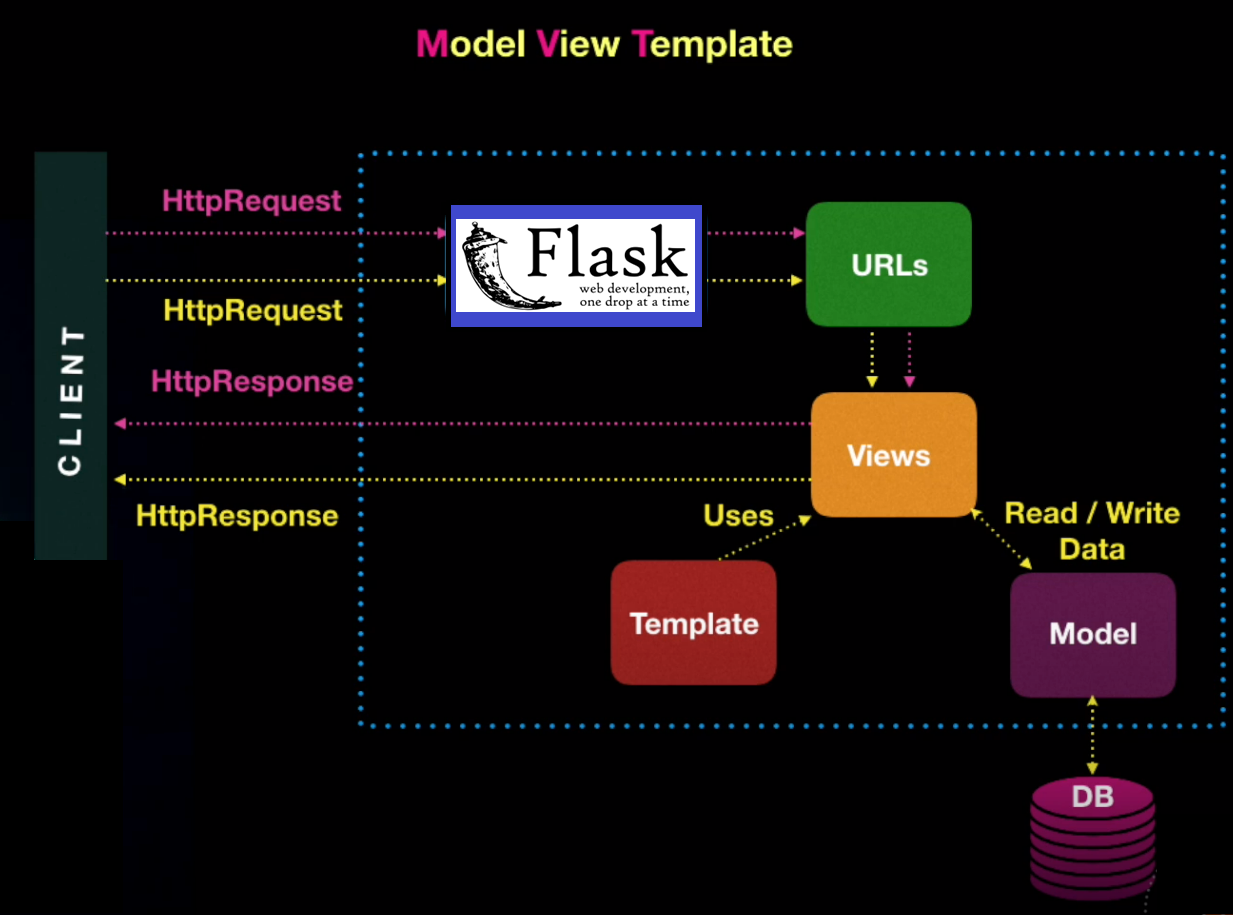 Model View Template
HttpRequest
HttpRequest
HttpResponse
HttpResponse
CLIENT
Flask
web development,
one drop at a time
URLs
Views
Uses
Read / Write
Data
Template
Model
DB